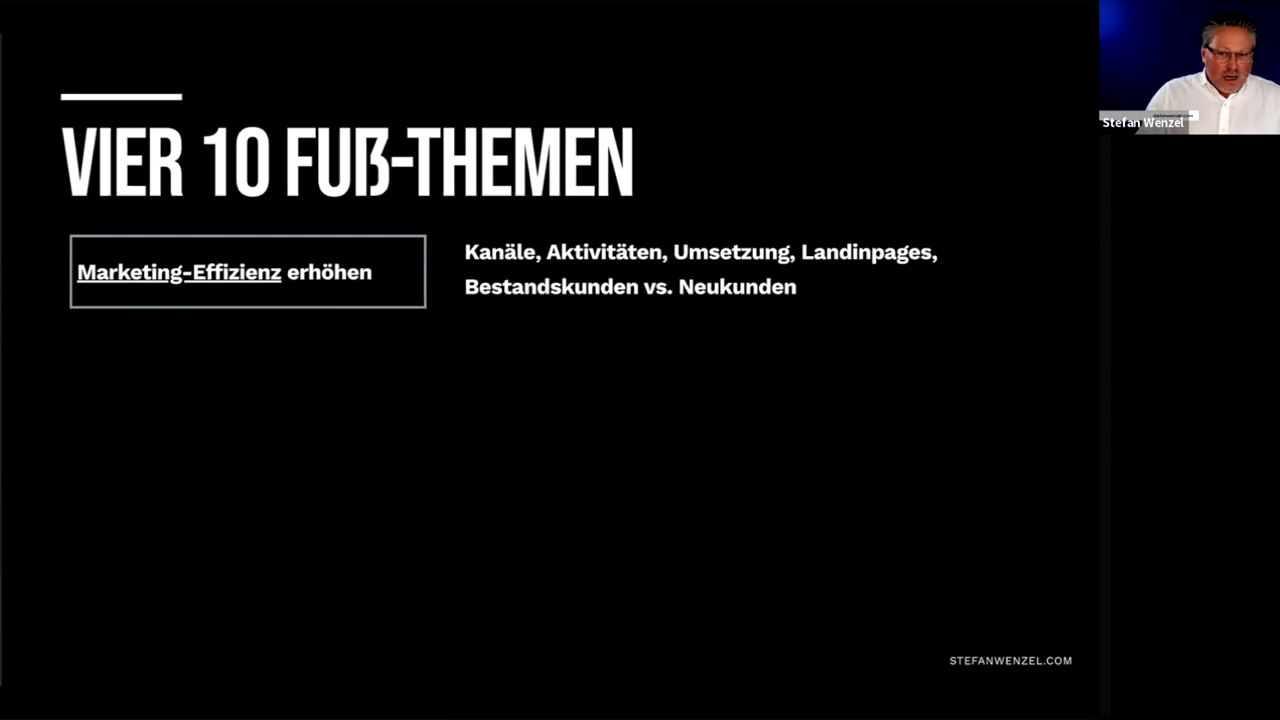 VIER 10 FUß-THEMEN
Marketing-Effizienz erhöhen
Kanäle, Aktivitäten, Umsetzung, Landinpages,
Bestandskunden vs. Neukunden
Stefan Wenzel
STEFANWENZEL.COM